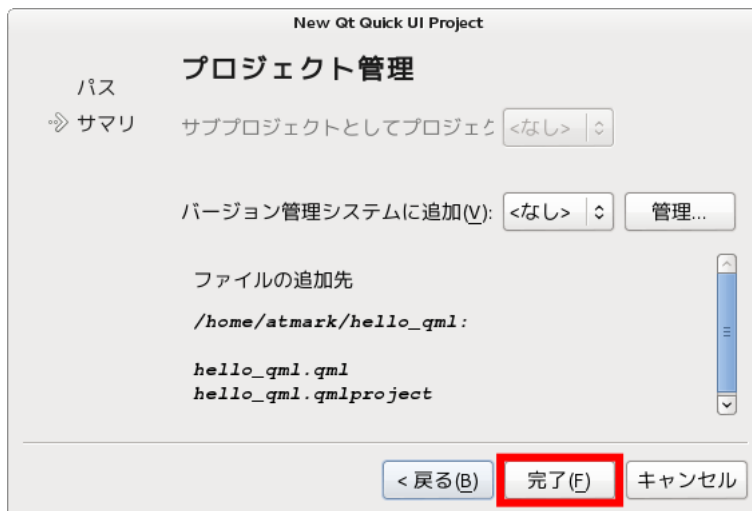 New Qt Quick UI Project
パス
サマリ
プロジェクト管理
サブプロジェクトとしてプロジェク <なし>
バージョン管理システムに追加(V): <なし> 管理...
ファイルの追加先
/home/atmark/hello_qml:
hello_qml.qml
hello_qml.qmlproject
< 戻る(B) 完了(F) キャンセル